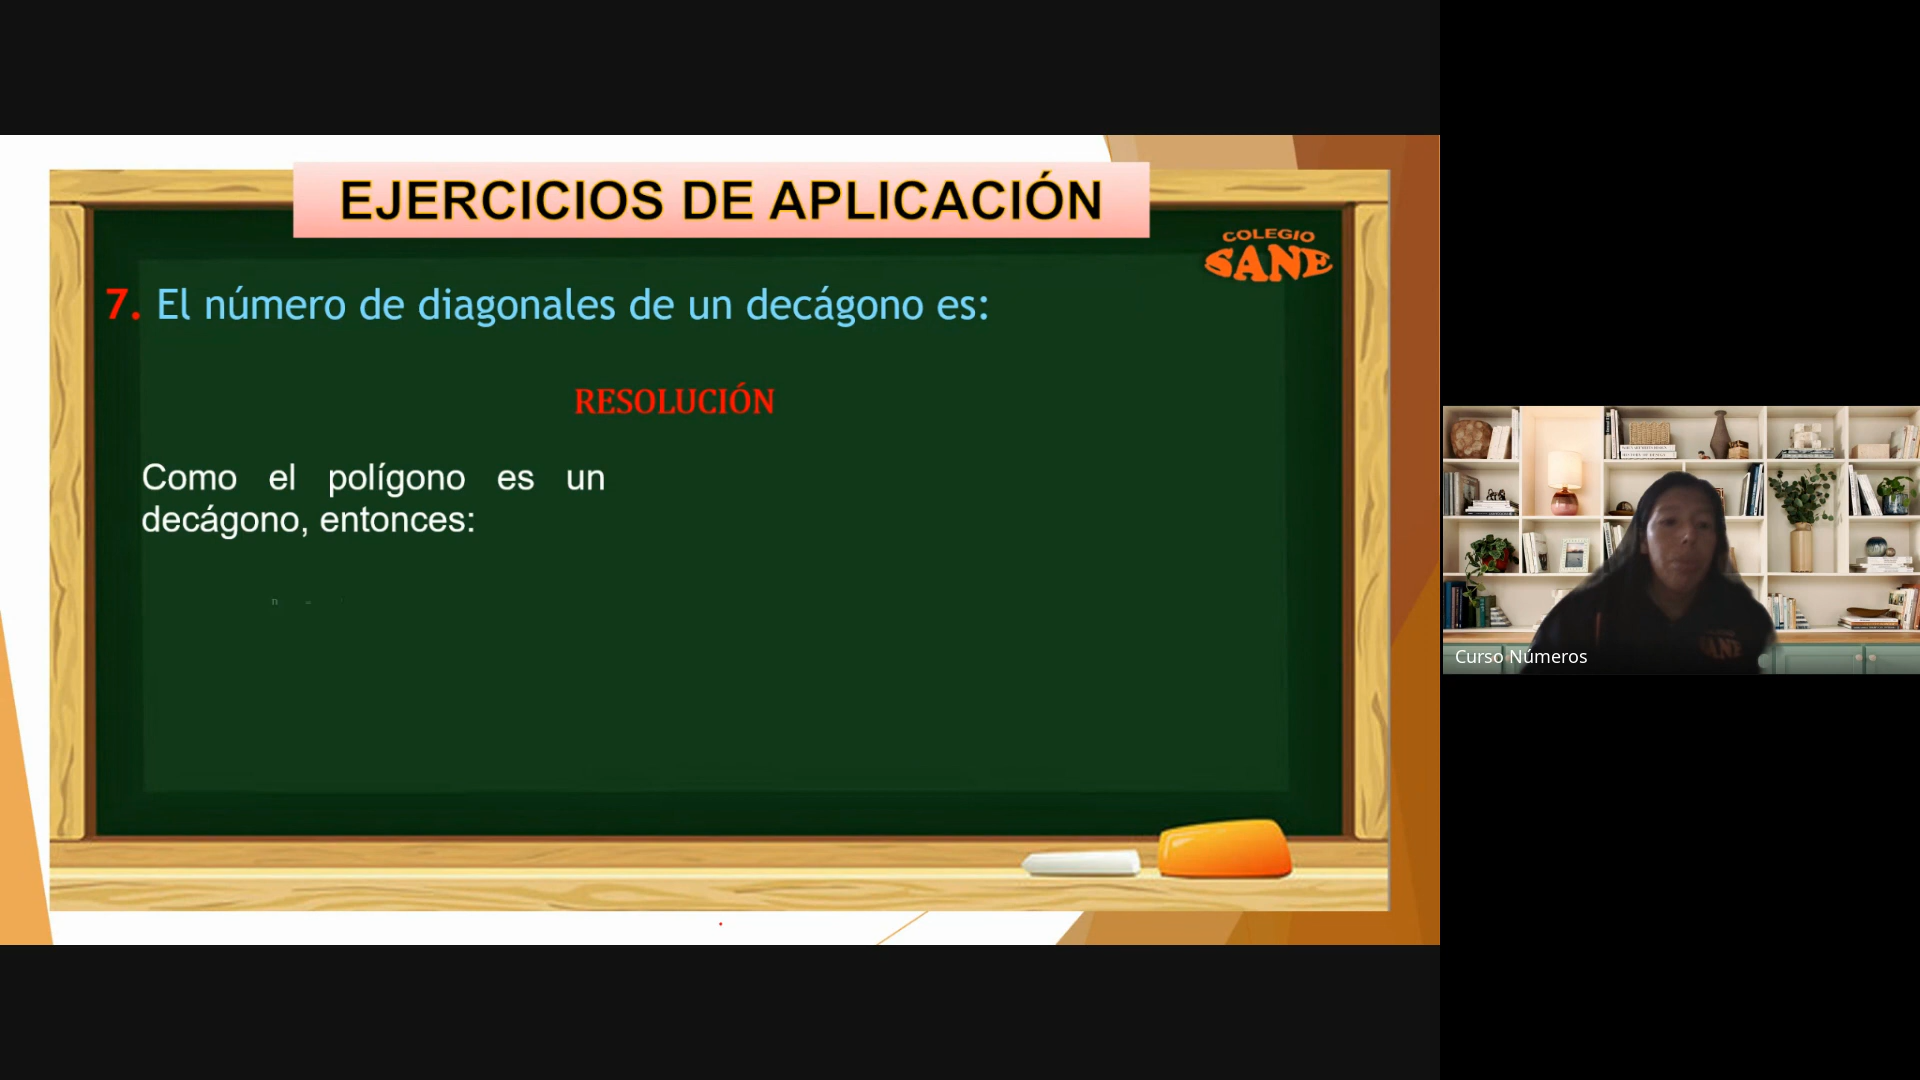 EJERCICIOS DE APLICACIÓN
COLEGIO
SANE
7. El número de diagonales de un decágono es:
RESOLUCIÓN
Como el polígono es un
decágono, entonces:
n =
Curso Números